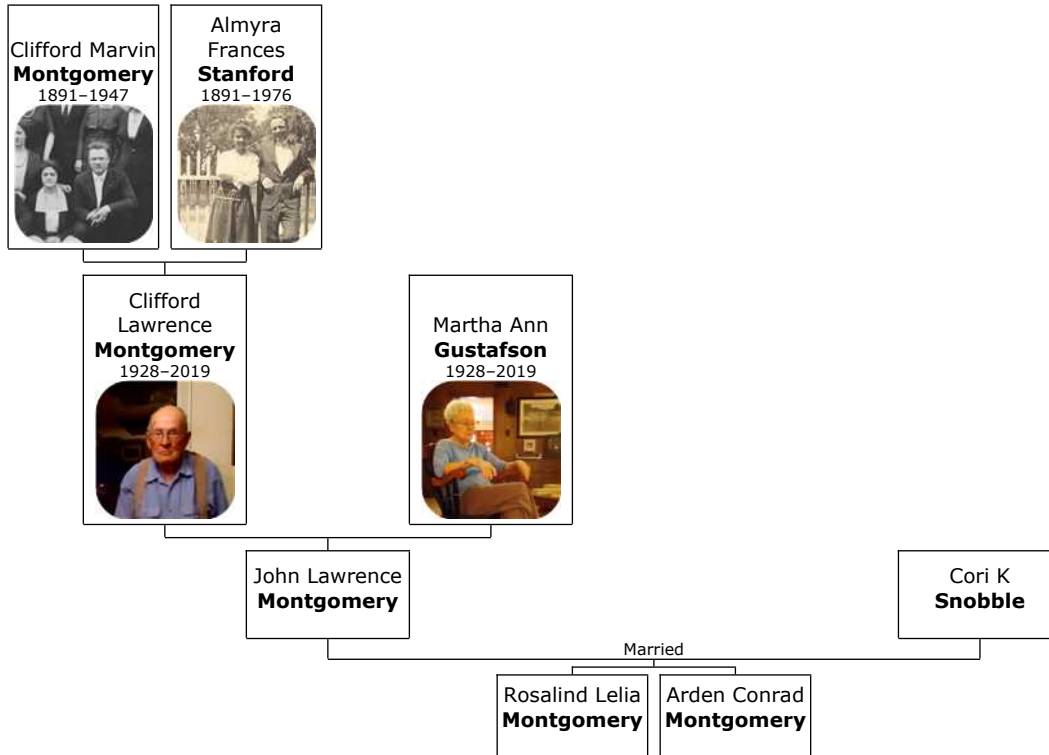 Clifford Marvin
Montgomery
1891–1947
Almyra
Frances
Stanford
1891–1976
Clifford
Lawrence
Montgomery
1928–2019
Martha Ann
Gustafson
1928–2019
John Lawrence
Montgomery
Cori K
Snobble
Married
Rosalind Lelia
Montgomery
Arden Conrad
Montgomery